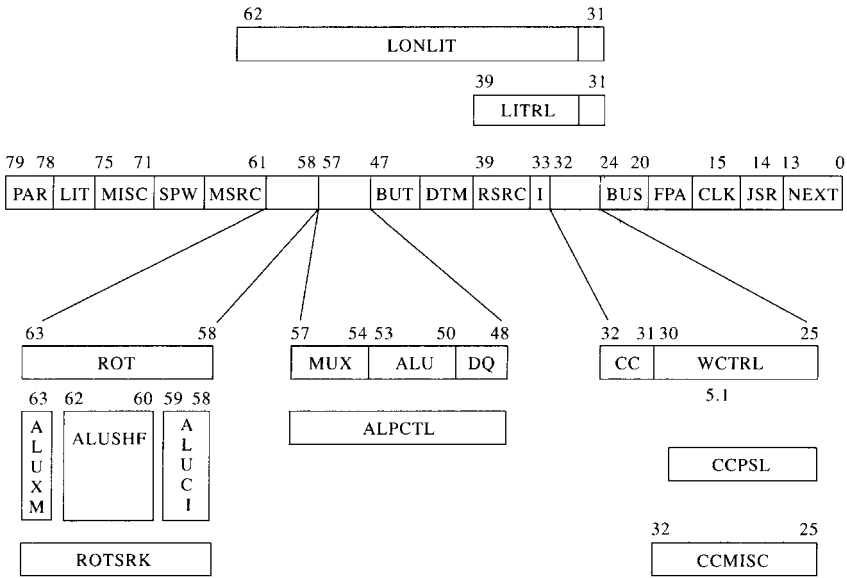 62 31
LONLIT
39 31
LITRL
79 78 75 71 61 58 57 47 39 33 32 24 20 15 14 13 0
PAR LIT MISC SPW MSRC BUT DTM RSRC I BUS FPA CLK JSR NEXT
63 58 57 54 53 50 48 32 31 30 25
ROT MUX ALU DQ CC WCTRL
5.1
63 62 60 59 58
ALUXM ALUSHF ALUCI
ALPCTL
CCPSL
32 25
ROTSRK CCMISC